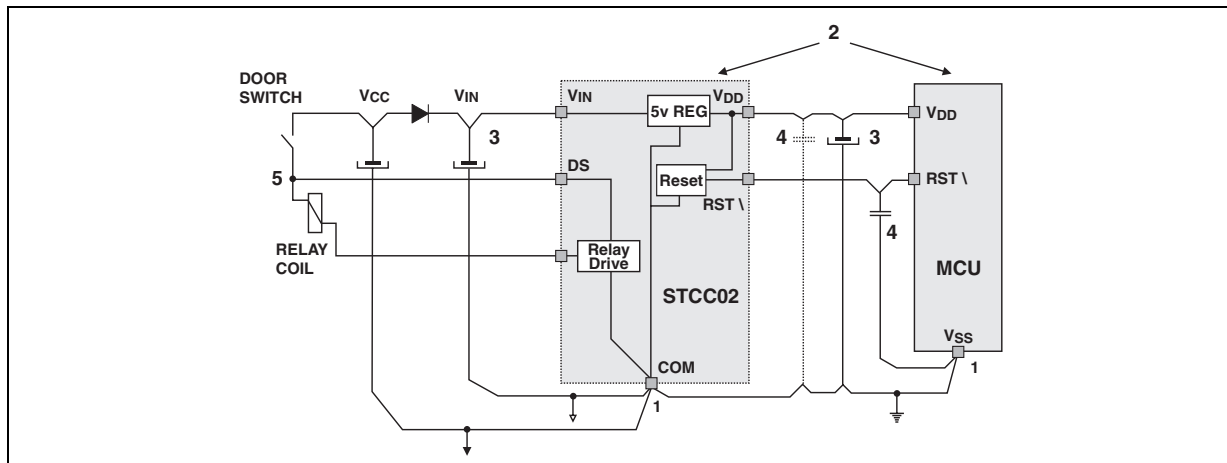 2
DOOR
SWITCH
VCC
VIN
VIN
5v REG
VDD
4
3
3
VDD
5
DS
Reset
RST \
RST \
4
RELAY
COIL
Relay
Drive
STCC02
MCU
VSS
COM
1
1